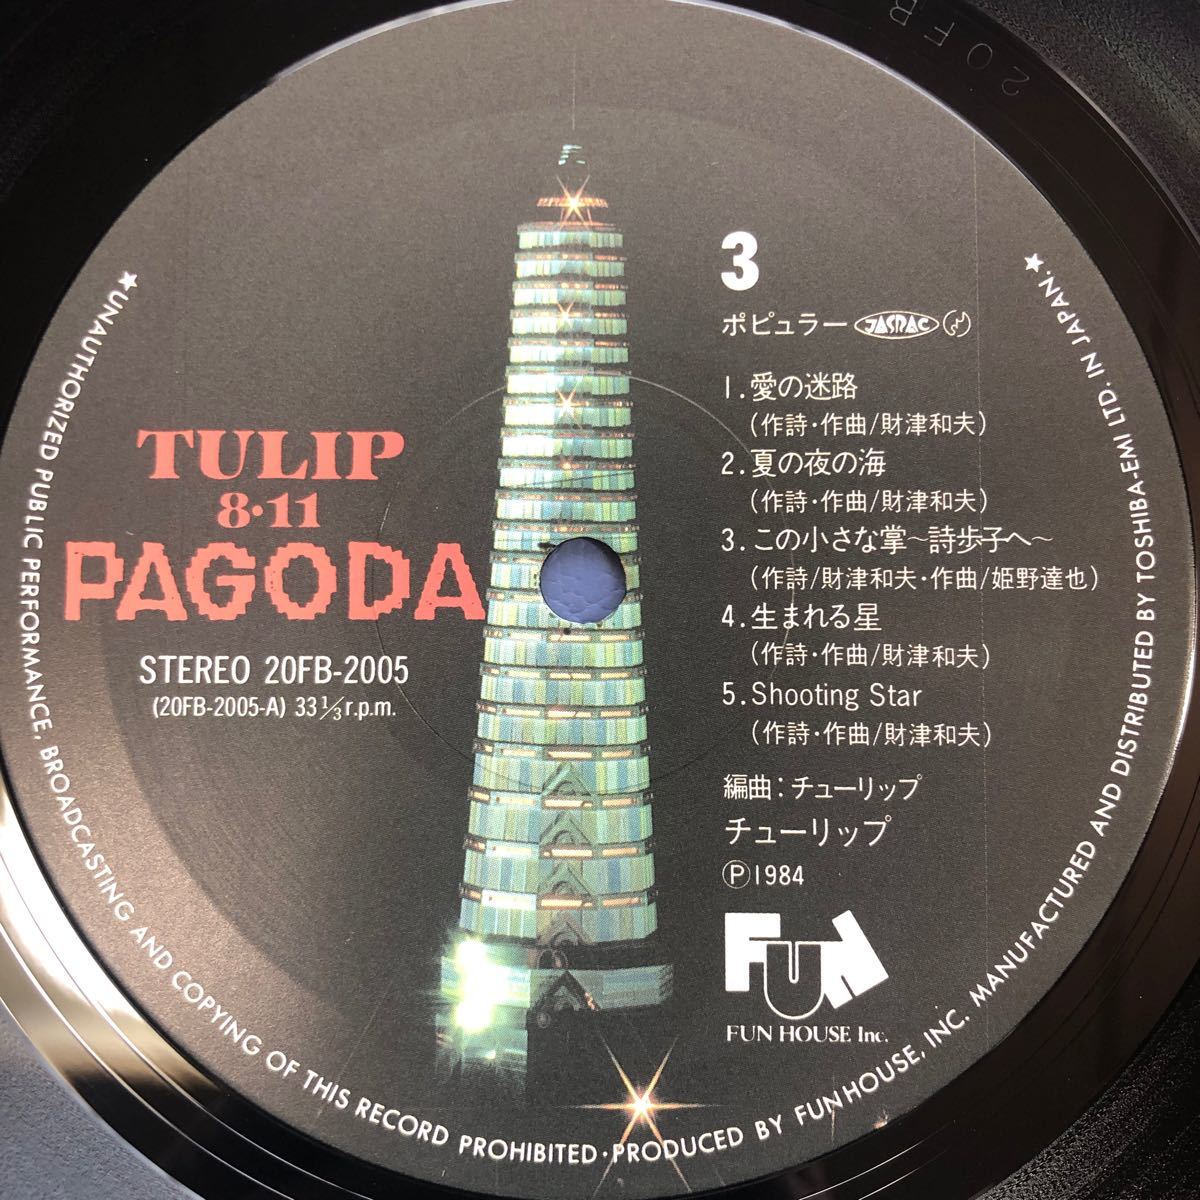 TULIP
8・11
PAGODA
STEREO 20FB-2005
(20FB-2005-A) 33 1/3 r.p.m.
3
ポピュラー JASRAC
1.愛の迷路
(作詩・作曲/財津和夫)
2.夏の夜の海
(作詩・作曲/財津和夫)
3.この小さな掌〜詩歩子へ〜
(作詩/財津和夫・作曲/姫野達也)
4.生まれる星
(作詩・作曲/財津和夫)
5.Shooting Star
(作詩・作曲/財津和夫)
編曲:チューリップ
チューリップ
Ⓟ1984
FUN
FUN HOUSE Inc.
★UNAUTHORIZED PUBLIC PERFORMANCE, BROADCASTING AND COPYING OF THIS RECORD PROHIBITED・PRODUCED BY FUN HOUSE, INC. MANUFACTURED AND DISTRIBUTED BY TOSHIBA-EMI LTD. IN JAPAN.★
20FB